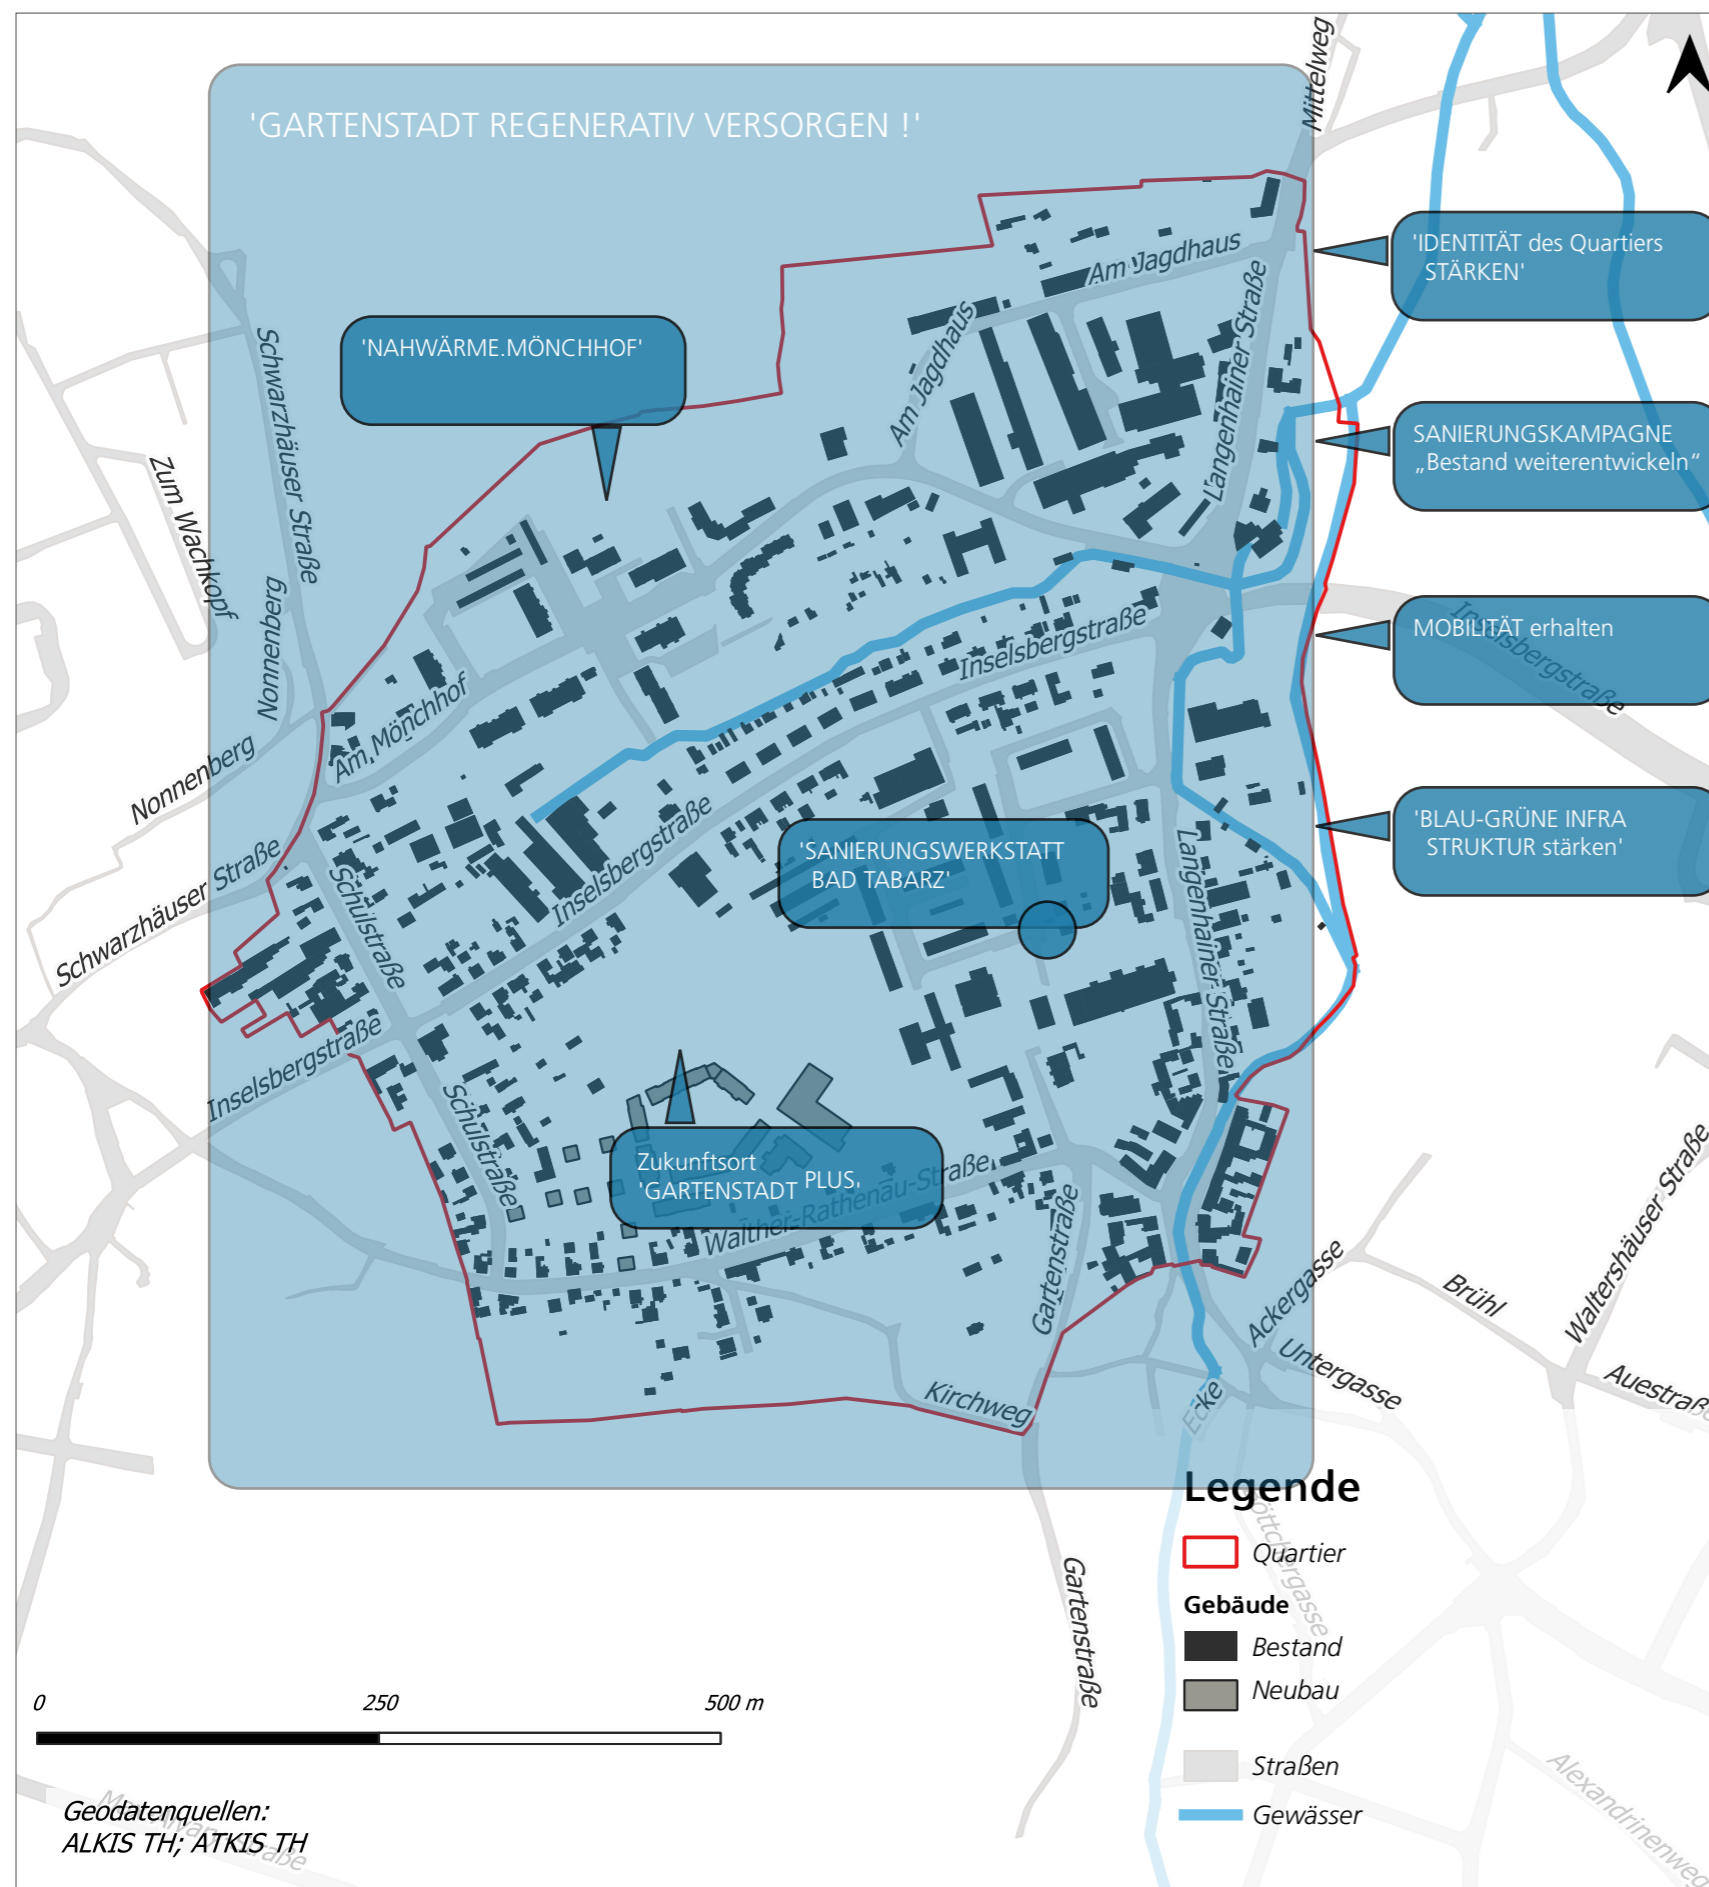 Mittelweg
'GARTENSTADT REGENERATIV VERSORGEN !'
'IDENTITÄT des Quartiers
STÄRKEN'
Am Jagdhaus
Langenhainer Straße
'NAHWÄRME.MÖNCHHOF'
Schwarzhäuser Straße
Am Jagdhaus
SANIERUNGSKAMPAGNE
„Bestand weiterentwickeln“
Zum Wachkopf
Nonnenberg
Inselsbergstraße
MOBILITÄT erhalten
Inselsbergstraße
Am Mönchhof
Nonnenberg
Inselsbergstraße
'SANIERUNGSWERKSTATT
BAD TABARZ'
'BLAU-GRÜNE INFRA
STRUKTUR stärken'
Schwarzhäuser Straße
Schulstraße
Langenhainer Straße
Inselsbergstraße
Schulstraße
Zukunftsort
'GARTENSTADT PLUS'
Walther-Rathenau-Straße
Gartenstraße
Ackergasse
Brühl
Waltershäuser Straße
Untergasse
Auestraße
Kirchweg
Ecke
Legende
Quartier
Gebäude
Bestand
Neubau
Straßen
Gewässer
Gartenstraße
0 250 500 m
Geodatenquellen:
ALKIS TH; ATKIS TH
Alexandrinenweg